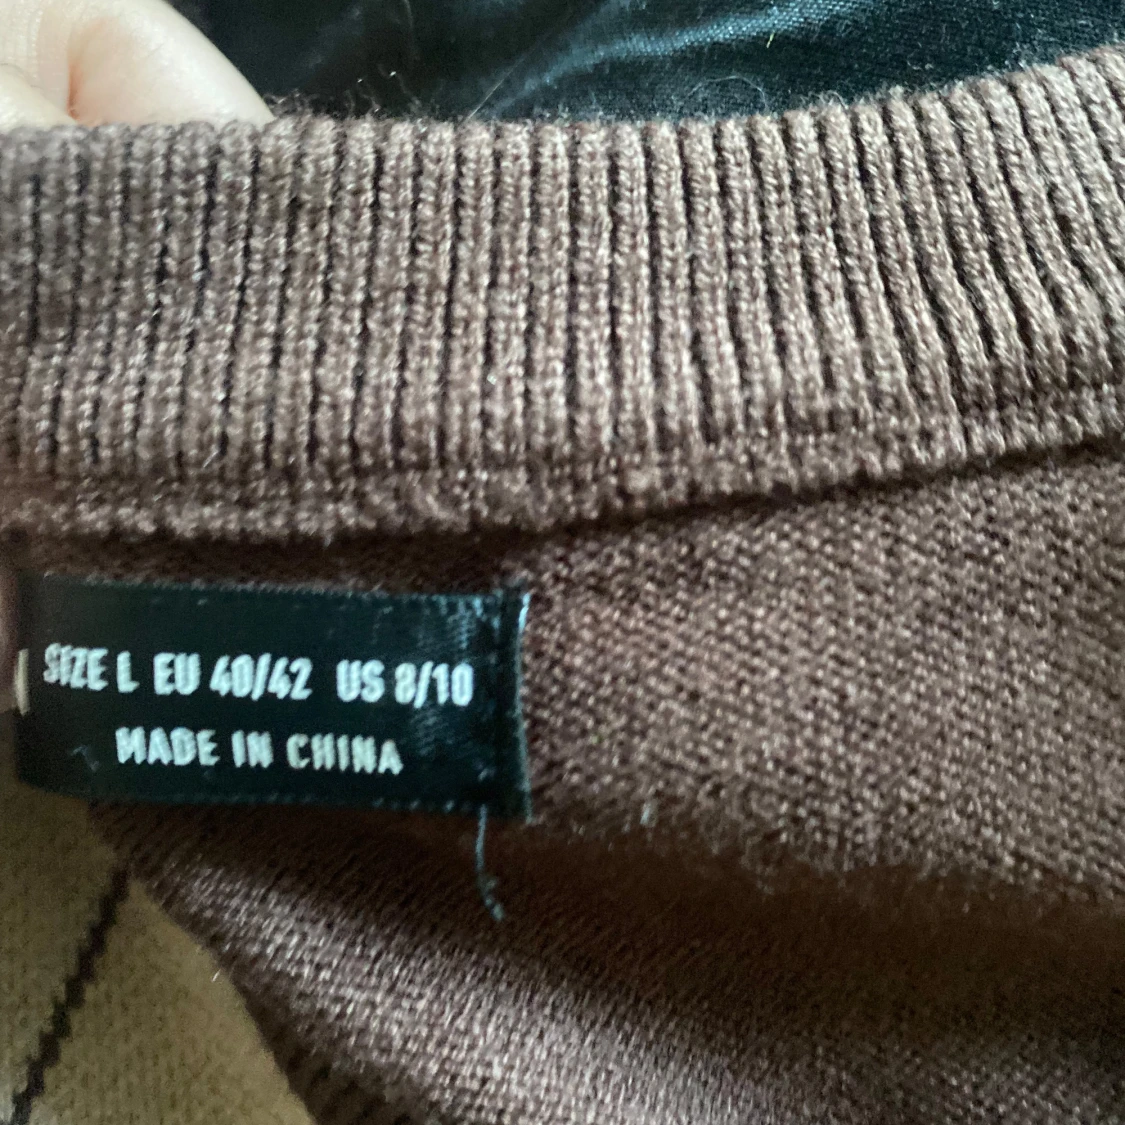 SIZE L EU 40/42 US 8/10
MADE IN CHINA